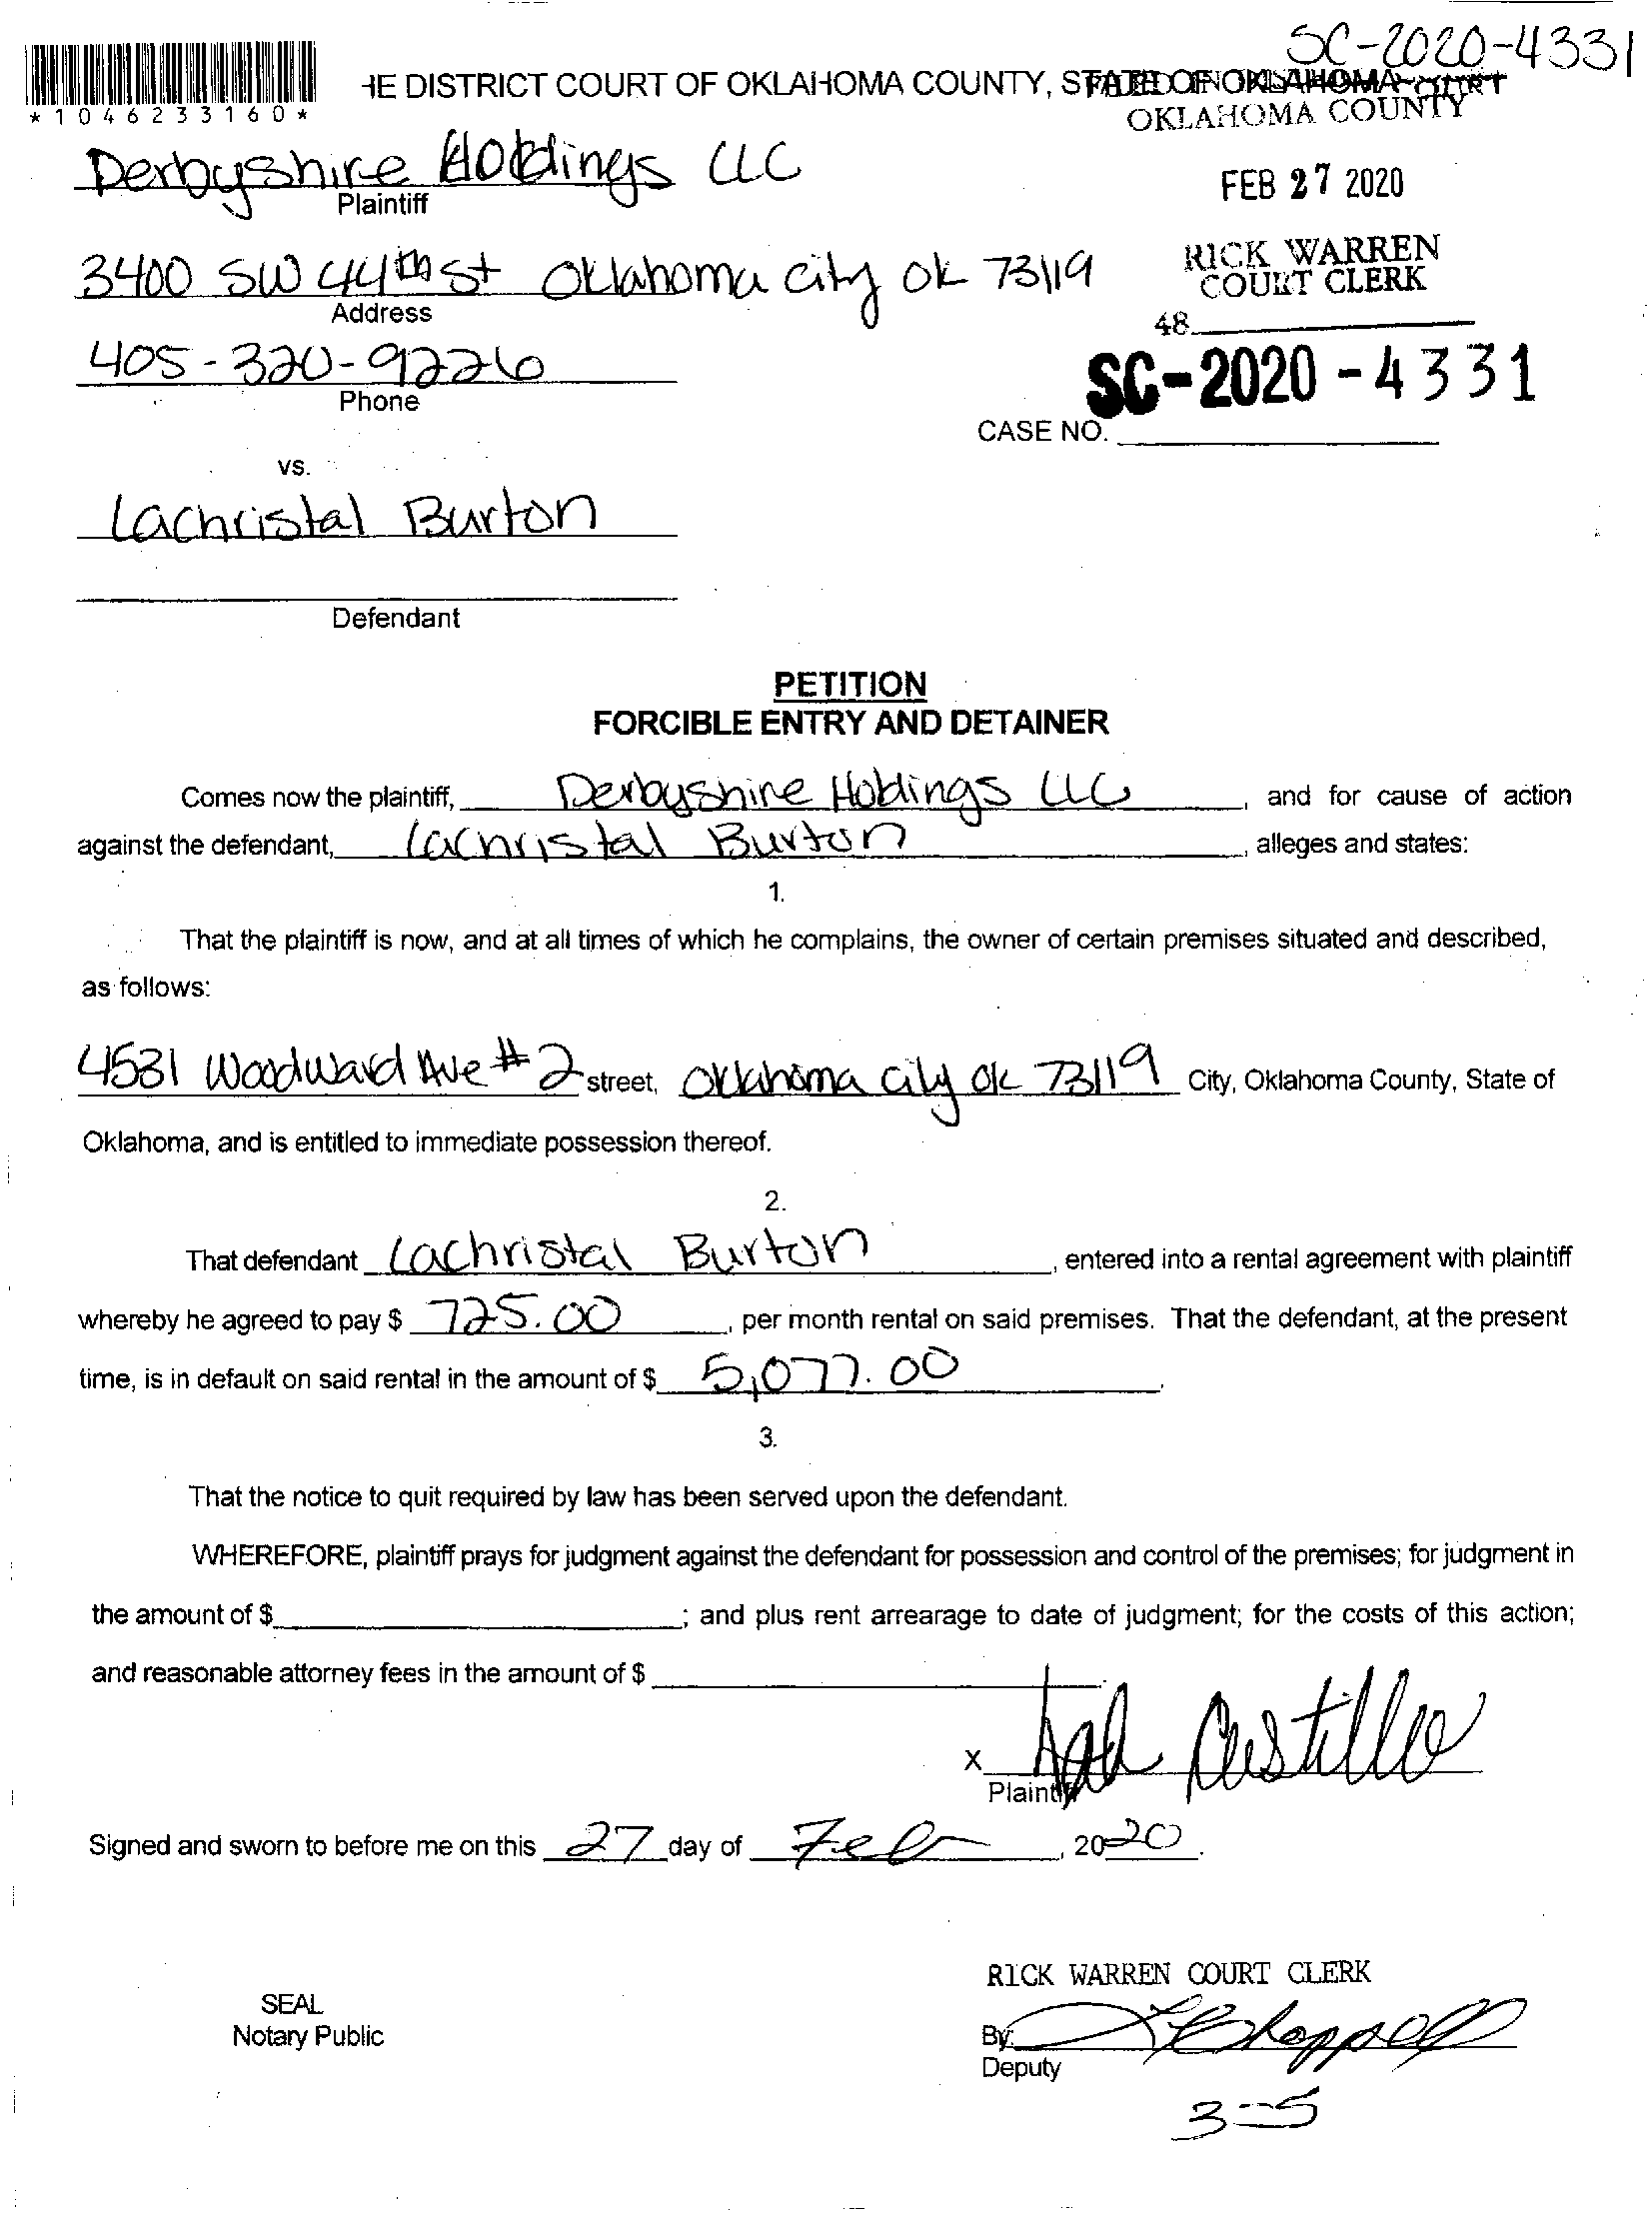 SC-2020-4331
*1046233160*
HE DISTRICT COURT OF OKLAHOMA COUNTY, STATE OF OKLAHOMA
OKLAHOMA COUNTY
Derbyshire Holdings LLC
Plaintiff
FEB 27 2020
3400 SW 44th St Oklahoma city ok 73119
Address
RICK WARREN
COURT CLERK
48
405-320-9226
Phone
SC-2020-4331
CASE NO.
vs.
Lachristal Burton
Defendant
PETITION
FORCIBLE ENTRY AND DETAINER
Comes now the plaintiff, Derbyshire Holdings LLC, and for cause of action
against the defendant, Lachristal Burton, alleges and states:
1.
That the plaintiff is now, and at all times of which he complains, the owner of certain premises situated and described,
as follows:
4531 Woodward Ave #2 street, Oklahoma city ok 73119 City, Oklahoma County, State of
Oklahoma, and is entitled to immediate possession thereof.
2.
That defendant Lachristal Burton, entered into a rental agreement with plaintiff
whereby he agreed to pay $ 725.00, per month rental on said premises. That the defendant, at the present
time, is in default on said rental in the amount of $ 5,077.00.
3.
That the notice to quit required by law has been served upon the defendant.
WHEREFORE, plaintiff prays for judgment against the defendant for possession and control of the premises; for judgment in
the amount of $ ; and plus rent arrearage to date of judgment; for the costs of this action;
and reasonable attorney fees in the amount of $ .
x Castillo
Plaintiff
Signed and sworn to before me on this 27 day of Feb, 2020.
RICK WARREN COURT CLERK
SEAL
Notary Public
By: Chappell
Deputy
3-5